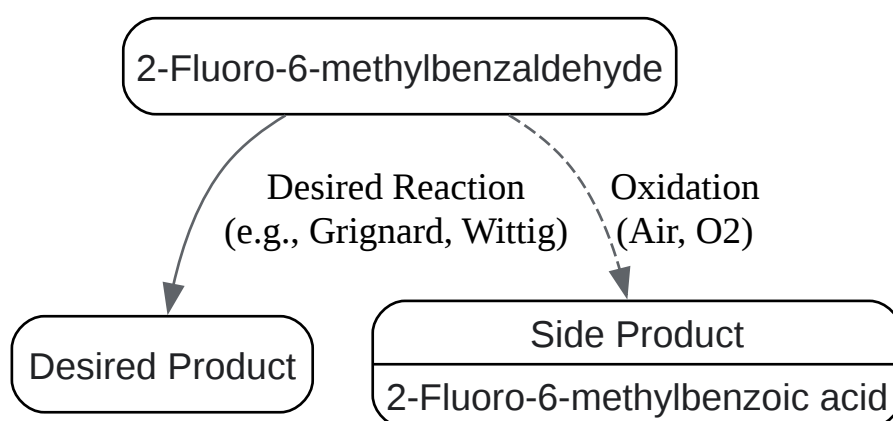 2-Fluoro-6-methylbenzaldehyde
Desired Reaction
(e.g., Grignard, Wittig)
Oxidation
(Air, O2)
Desired Product
Side Product
2-Fluoro-6-methylbenzoic acid